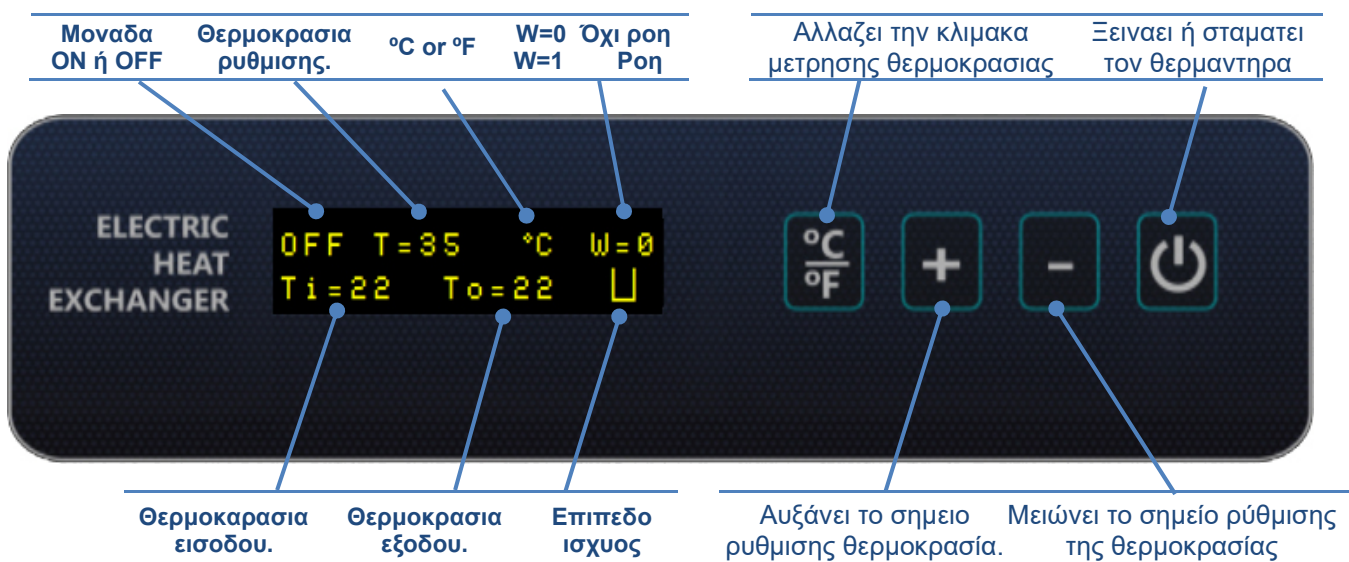 Μοναδα
ON ή OFF
Θερμοκρασια
ρυθμισης.
ºC or ºF
W=0 Όχι ροη
W=1 Ροη
Αλλαζει την κλιμακα
μετρησης θερμοκρασιας
Ξειναει ή σταματει
τον θερμαντηρα
ELECTRIC
HEAT
EXCHANGER
OFF T=35 °C W=0
Ti=22 To=22
ºC
ºF
+
-
Θερμοκαρασια
εισοδου.
Θερμοκρασια
εξοδου.
Επιπεδο
ισχυος
Αυξάνει το σημειο
ρυθμισης θερμοκρασία.
Μειώνει το σημείο ρύθμισης
της θερμοκρασίας